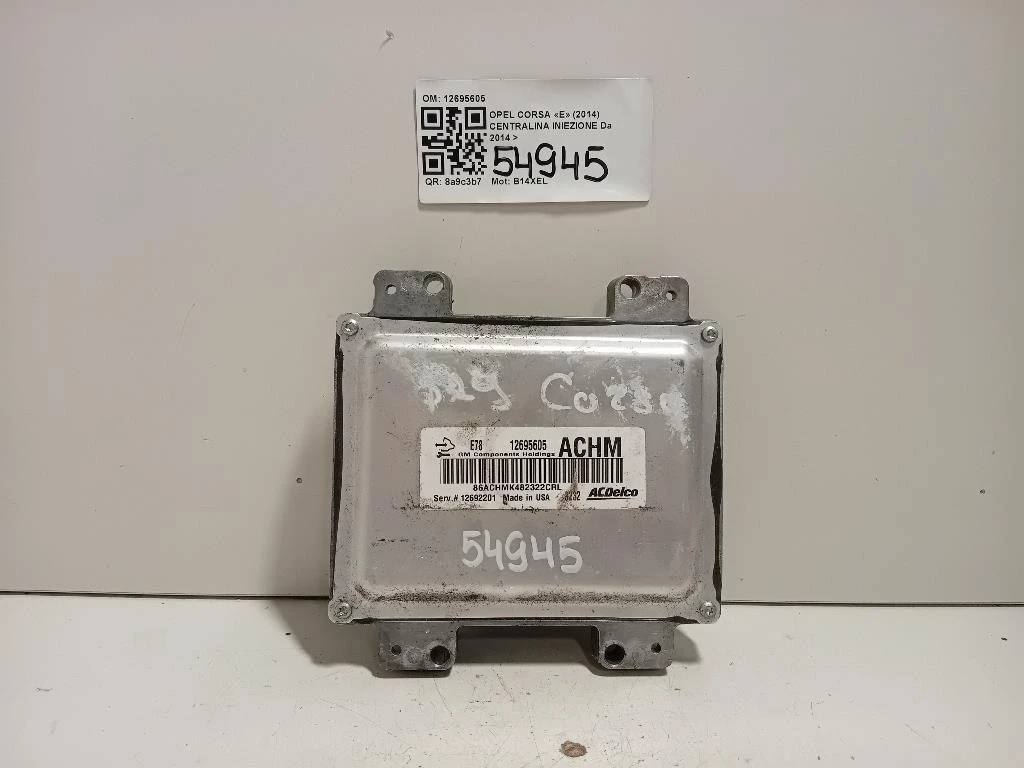 OM: 12695605
OPEL CORSA «E» (2014)
CENTRALINA INIEZIONE Da
2014 >
54945
QR: 8a9c3b7 Mot: B14XEL
Corsa
E78 12695605 ACHM
GM Components Holdings
86ACHMK482322CRL
Serv.# 12692201 Made in USA ACDelco
54945